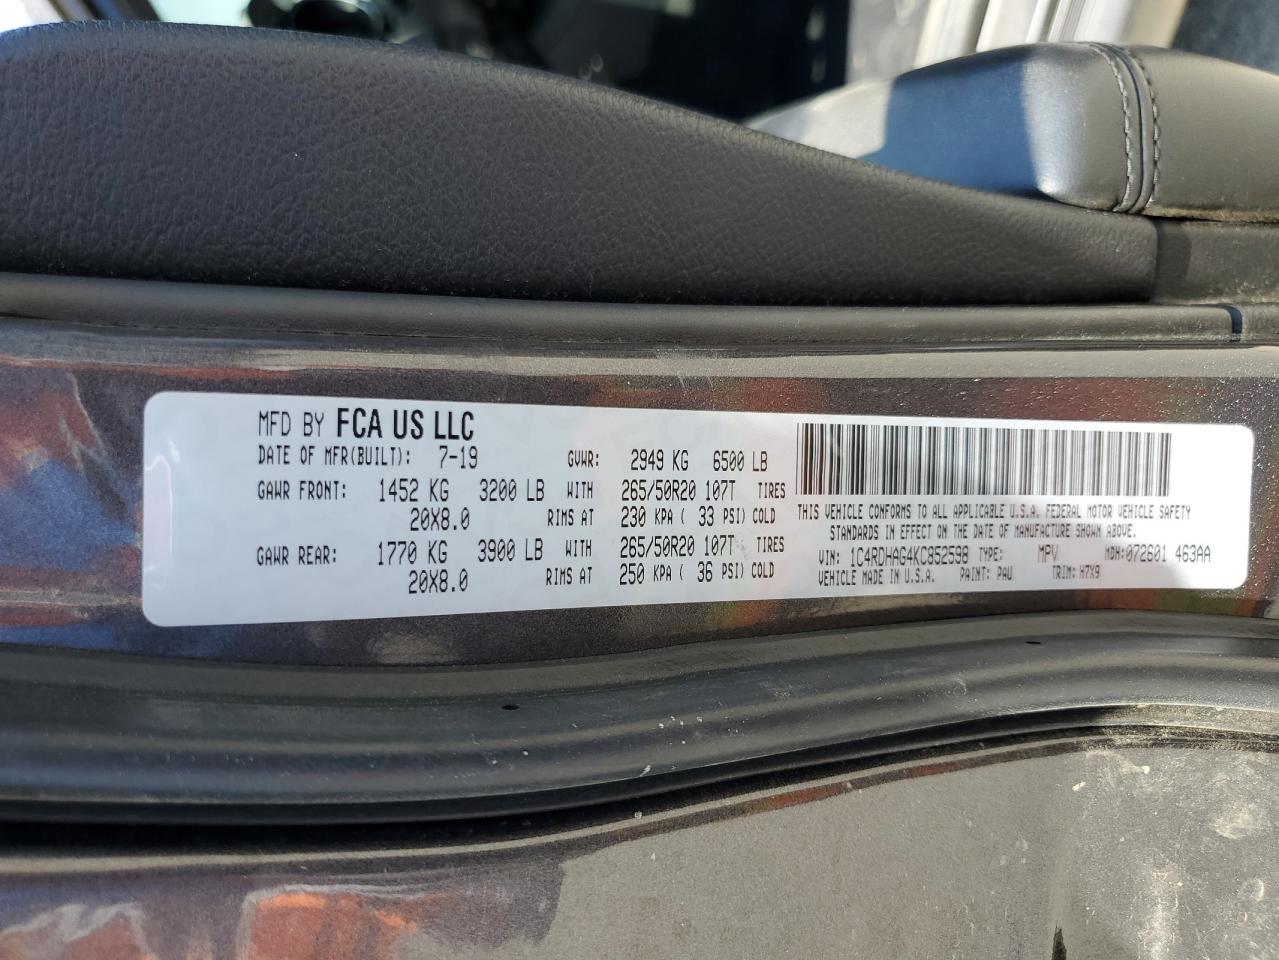 MFD BY FCA US LLC
DATE OF MFR(BUILT): 7-19 GVWR: 2949 KG 6500 LB
GAWR FRONT: 1452 KG 3200 LB WITH 265/50R20 107T TIRES
20X8.0 RIMS AT 230 KPA ( 33 PSI) COLD
GAWR REAR: 1770 KG 3900 LB WITH 265/50R20 107T TIRES
20X8.0 RIMS AT 250 KPA ( 36 PSI) COLD
THIS VEHICLE CONFORMS TO ALL APPLICABLE U.S.A. FEDERAL MOTOR VEHICLE SAFETY
STANDARDS IN EFFECT ON THE DATE OF MANUFACTURE SHOWN ABOVE.
VIN: 1C4RDHAG4KC852598 TYPE: MPV MDH: 072601 463AA
VEHICLE MADE IN U.S.A. PAINT: PAU TRIM: H7X9